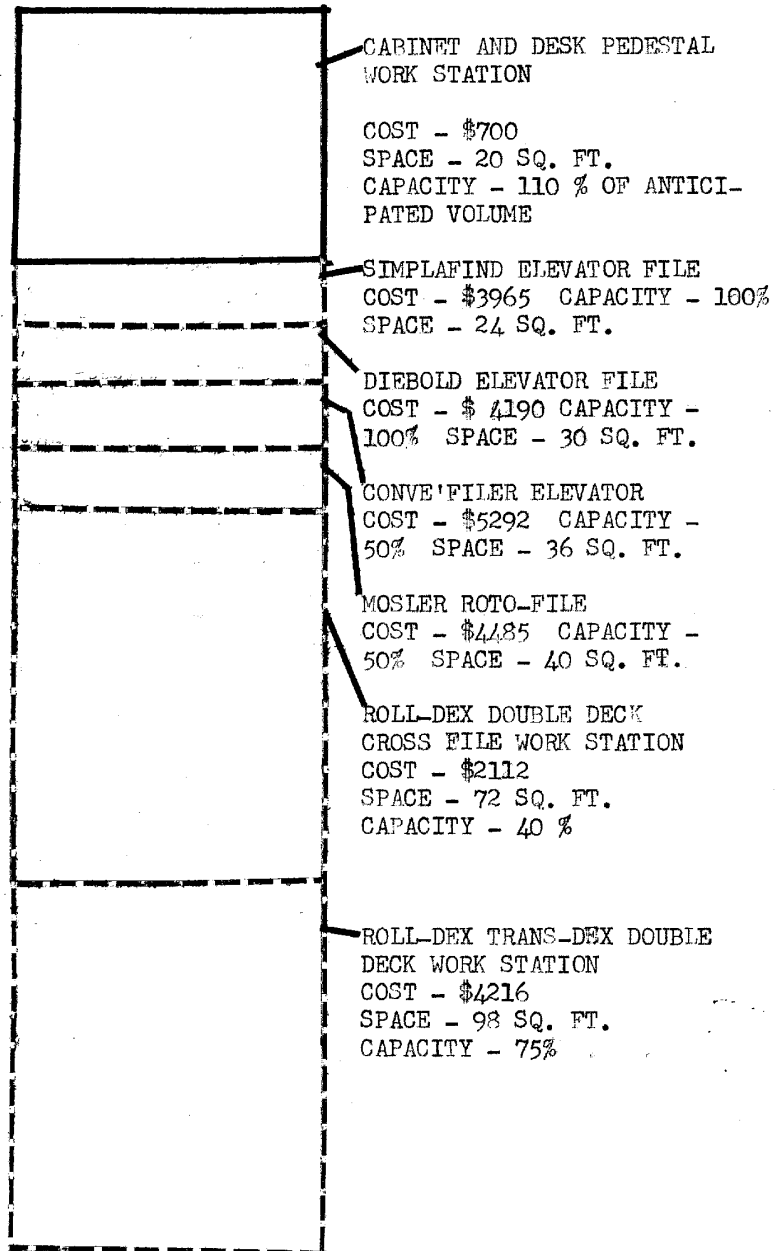 CABINET AND DESK PEDESTAL
WORK STATION
COST - $700
SPACE - 20 SQ. FT.
CAPACITY - 110 % OF ANTICI-
PATED VOLUME
SIMPLAFIND ELEVATOR FILE
COST - $3965 CAPACITY - 100%
SPACE - 24 SQ. FT.
DIEBOLD ELEVATOR FILE
COST - $ 4190 CAPACITY -
100% SPACE - 30 SQ. FT.
CONVE'FILER ELEVATOR
COST - $5292 CAPACITY -
50% SPACE - 36 SQ. FT.
MOSLER ROTO-FILE
COST - $4485 CAPACITY -
50% SPACE - 40 SQ. FT.
ROLL-DEX DOUBLE DECK
CROSS FILE WORK STATION
COST - $2112
SPACE - 72 SQ. FT.
CAPACITY - 40 %
ROLL-DEX TRANS-DEX DOUBLE
DECK WORK STATION
COST - $4216
SPACE - 98 SQ. FT.
CAPACITY - 75%